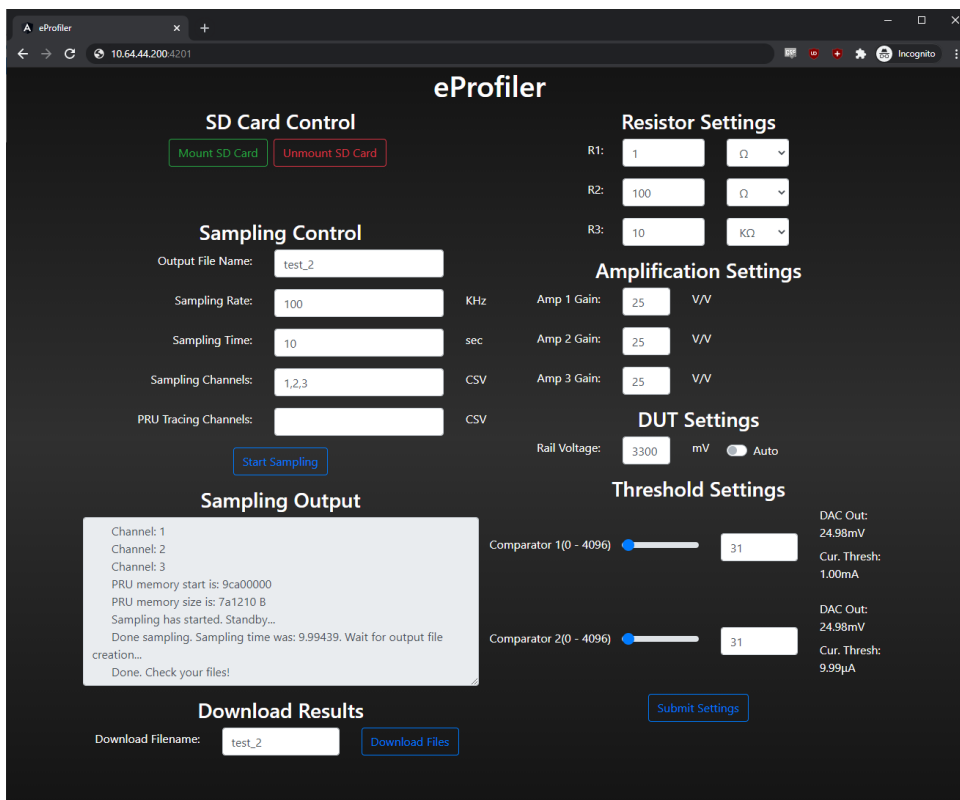 eProfiler
10.64.44.200:4201
Incognito
eProfiler
SD Card Control
Mount SD Card
Unmount SD Card
Sampling Control
Output File Name: test_2
Sampling Rate: 100 KHz
Sampling Time: 10 sec
Sampling Channels: 1,2,3 CSV
PRU Tracing Channels: CSV
Start Sampling
Sampling Output
Channel: 1
Channel: 2
Channel: 3
PRU memory start is: 9ca00000
PRU memory size is: 7a1210 B
Sampling has started. Standby...
Done sampling. Sampling time was: 9.99439. Wait for output file
creation...
Done. Check your files!
Download Results
Download Filename: test_2 Download Files
Resistor Settings
R1: 1 Ω
R2: 100 Ω
R3: 10 KΩ
Amplification Settings
Amp 1 Gain: 25 V/V
Amp 2 Gain: 25 V/V
Amp 3 Gain: 25 V/V
DUT Settings
Rail Voltage: 3300 mV Auto
Threshold Settings
Comparator 1(0 - 4096) 31
DAC Out:
24.98mV
Cur. Thresh:
1.00mA
Comparator 2(0 - 4096) 31
DAC Out:
24.98mV
Cur. Thresh:
9.99μA
Submit Settings